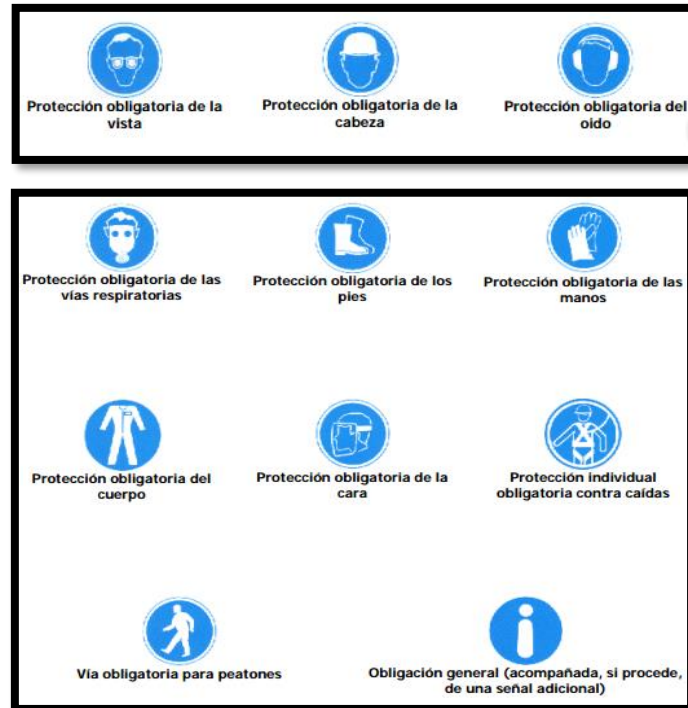 Protección obligatoria de la
vista
Protección obligatoria de la
cabeza
Protección obligatoria del
oido
Protección obligatoria de las
vías respiratorias
Protección obligatoria de los
pies
Protección obligatoria de las
manos
Protección obligatoria del
cuerpo
Protección obligatoria de la
cara
Protección individual
obligatoria contra caídas
Vía obligatoria para peatones
Obligación general (acompañada, si procede,
de una señal adicional)